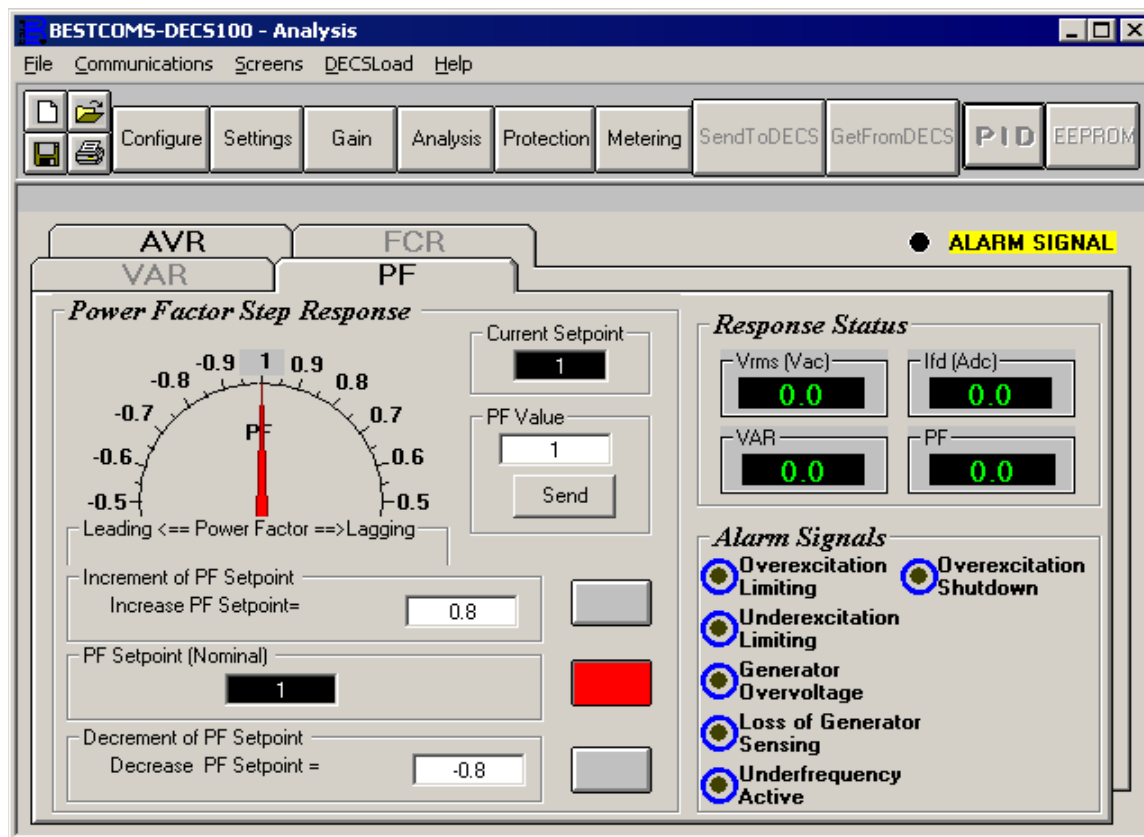 BESTCOMS-DECS100 - Analysis
File Communications Screens DECSLoad Help
Configure Settings Gain Analysis Protection Metering SendToDECS GetFromDECS PID EEPROM
AVR FCR
ALARM SIGNAL
VAR PF
Power Factor Step Response
-0.5 -0.6 -0.7 -0.8 -0.9 1 0.9 0.8 0.7 0.6 0.5
PF
Leading <== Power Factor ==>Lagging
Current Setpoint
1
PF Value
1
Send
Increment of PF Setpoint
Increase PF Setpoint= 0.8
PF Setpoint (Nominal)
1
Decrement of PF Setpoint
Decrease PF Setpoint = -0.8
Response Status
Vrms (Vac) Ifd (Adc)
0.0 0.0
VAR PF
0.0 0.0
Alarm Signals
Overexcitation Limiting
Overexcitation Shutdown
Underexcitation Limiting
Generator Overvoltage
Loss of Generator Sensing
Underfrequency Active